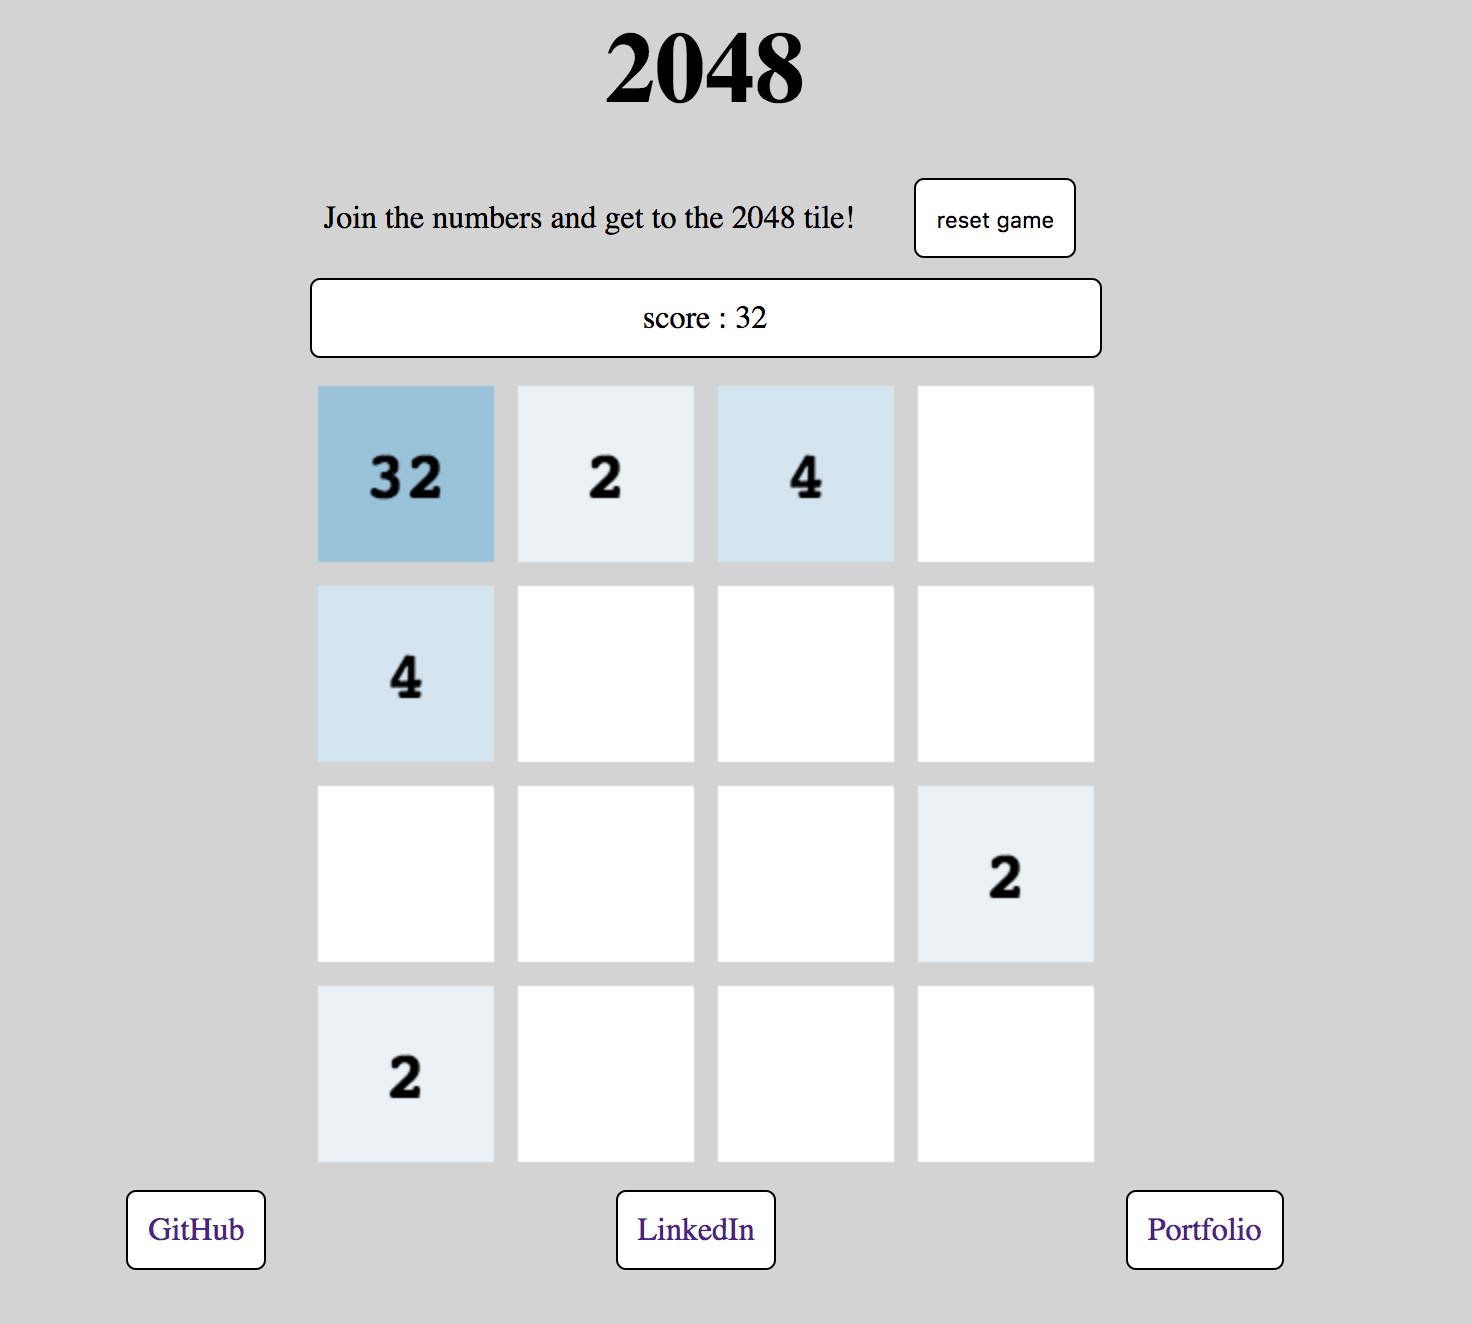 2048
Join the numbers and get to the 2048 tile!
reset game
score : 32
32 2 4
4
2
2
GitHub LinkedIn Portfolio